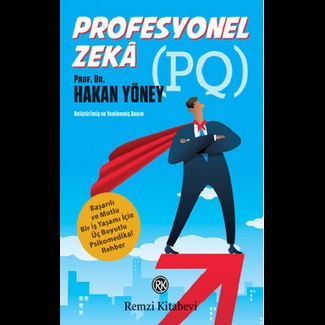 PROFESYONEL
ZEKÂ
(PQ)
PROF. DR.
HAKAN YÖNEY
Geliştirilmiş ve Yenilenmiş Basım
Başarılı
ve Mutlu
Bir İş Yaşamı İçin
Üç Boyutlu
Psikomedikal
Rehber
RK
Remzi Kitabevi